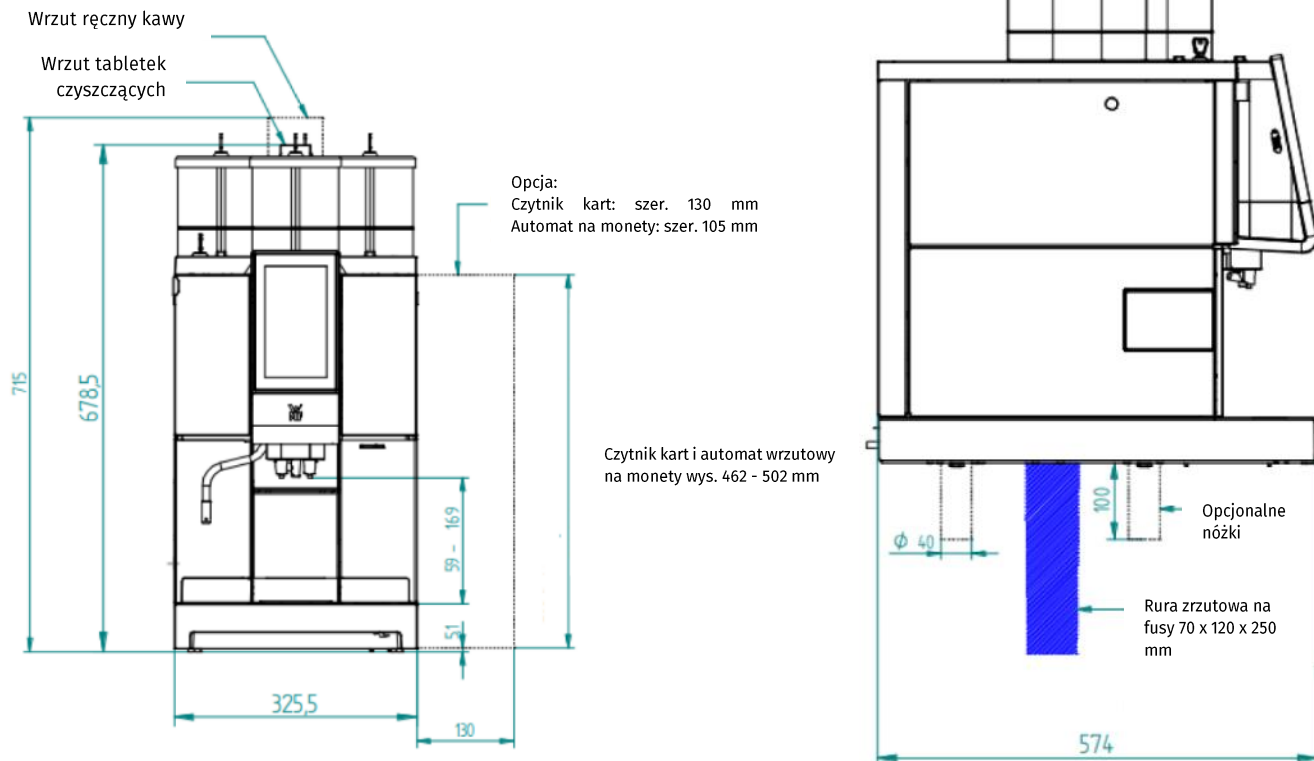 Wrzut ręczny kawy
Wrzut tabletek
czyszczących
715
678,5
Opcja:
Czytnik kart: szer. 130 mm
Automat na monety: szer. 105 mm
Czytnik kart i automat wrzutowy
na monety wys. 462 - 502 mm
WMF
59 - 169
51
325,5
130
100
Ø 40
Opcjonalne
nóżki
Rura zrzutowa na
fusy 70 x 120 x 250
mm
574